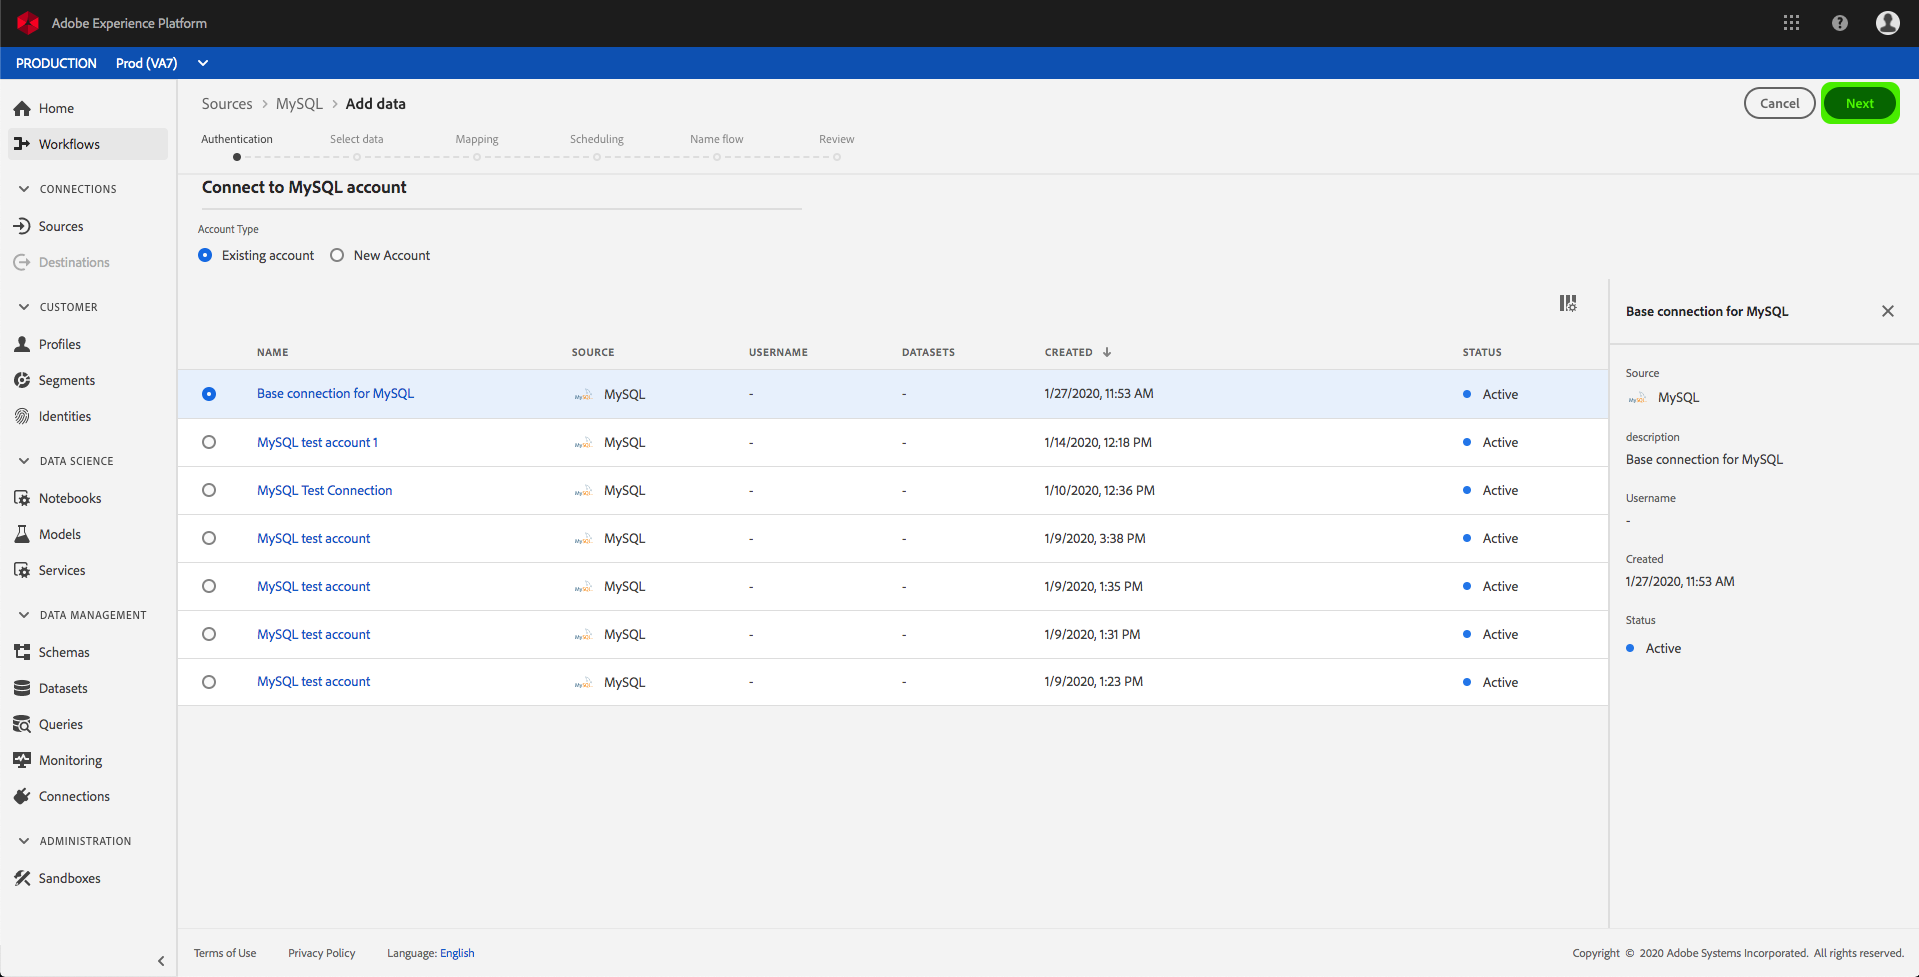 Adobe Experience Platform
PRODUCTION Prod (VA7)
Home
Workflows
CONNECTIONS
Sources
Destinations
CUSTOMER
Profiles
Segments
Identities
DATA SCIENCE
Notebooks
Models
Services
DATA MANAGEMENT
Schemas
Datasets
Queries
Monitoring
Connections
ADMINISTRATION
Sandboxes
Sources > MySQL > Add data
Cancel Next
Authentication Select data Mapping Scheduling Name flow Review
Connect to MySQL account
Account Type
Existing account New Account
NAME SOURCE USERNAME DATASETS CREATED STATUS
Base connection for MySQL MySQL - - 1/27/2020, 11:53 AM Active
MySQL test account 1 MySQL - - 1/14/2020, 12:18 PM Active
MySQL Test Connection MySQL - - 1/10/2020, 12:36 PM Active
MySQL test account MySQL - - 1/9/2020, 3:38 PM Active
MySQL test account MySQL - - 1/9/2020, 1:35 PM Active
MySQL test account MySQL - - 1/9/2020, 1:31 PM Active
MySQL test account MySQL - - 1/9/2020, 1:23 PM Active
Base connection for MySQL
Source
MySQL
description
Base connection for MySQL
Username
-
Created
1/27/2020, 11:53 AM
Status
Active
Terms of Use Privacy Policy Language: English
Copyright © 2020 Adobe Systems Incorporated. All rights reserved.